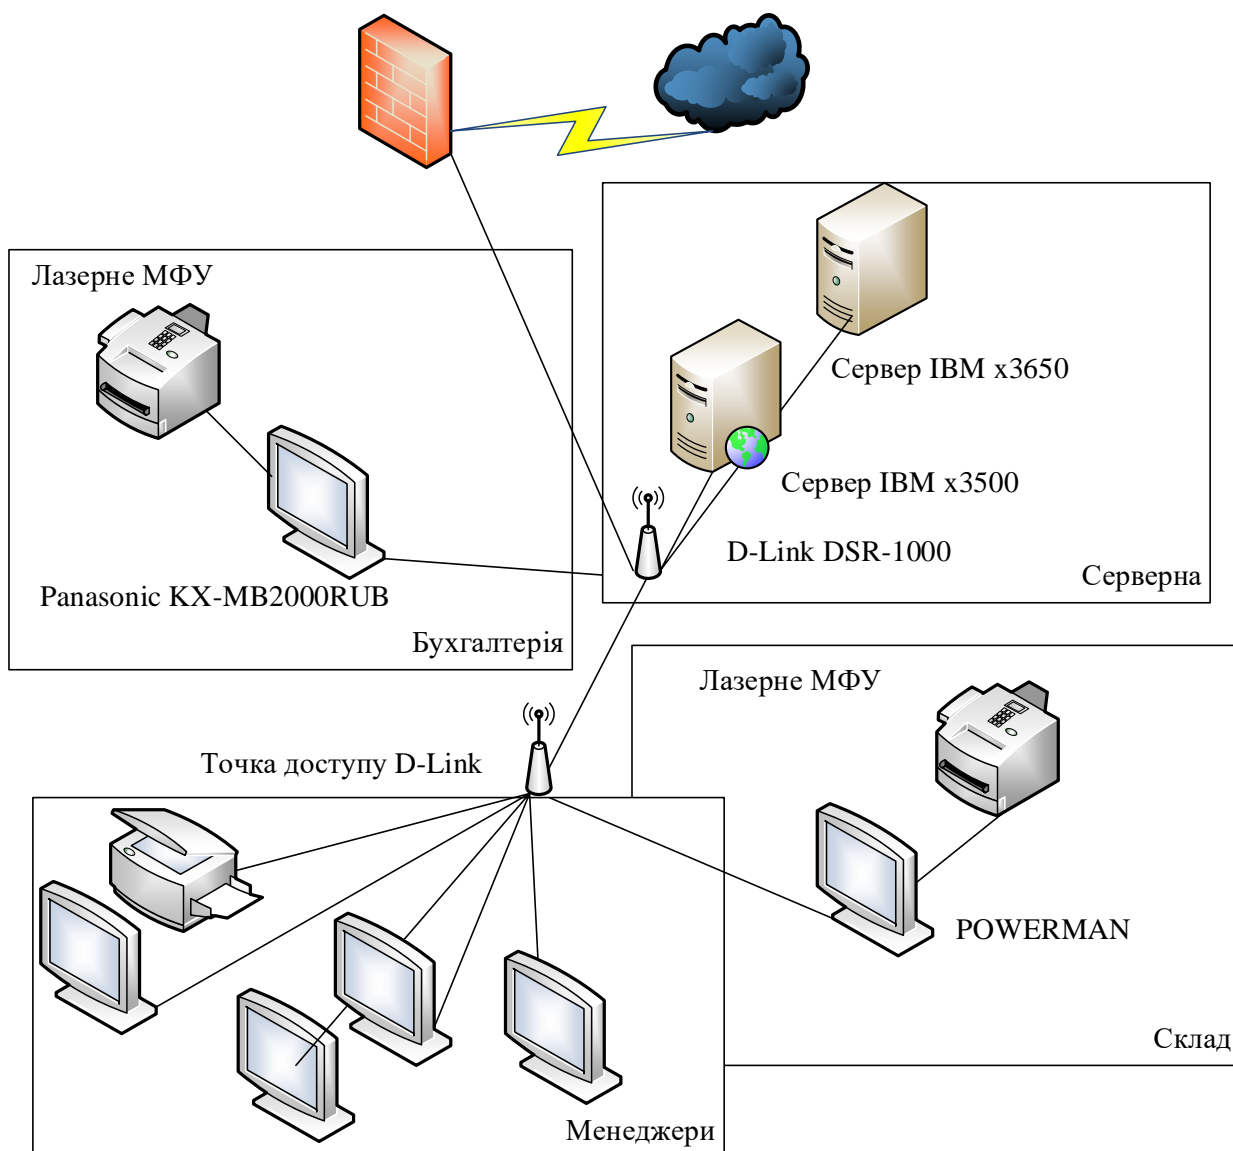 Лазерне МФУ
Сервер IBM x3650
Сервер IBM x3500
D-Link DSR-1000
Серверна
Panasonic KX-MB2000RUB
Бухгалтерія
Лазерне МФУ
Точка доступу D-Link
POWERMAN
Склад
Менеджери